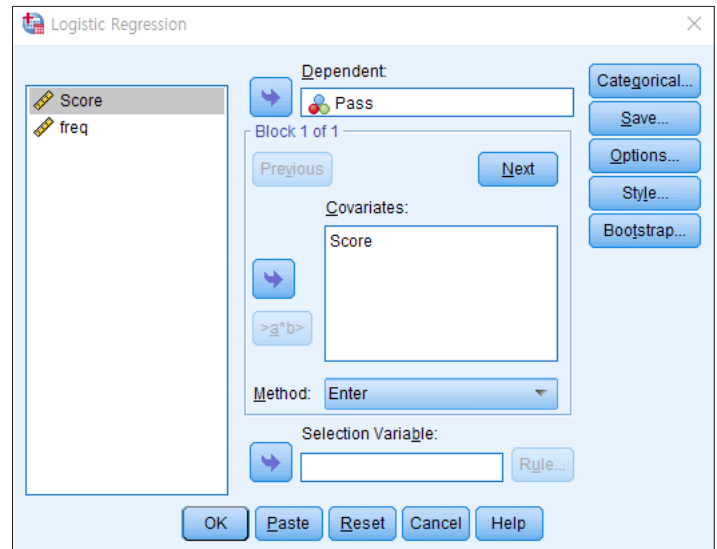 Logistic Regression
Score
freq
Dependent:
Pass
Block 1 of 1
Previous
Next
Covariates:
Score
>a*b>
Method: Enter
Selection Variable:
Rule...
Categorical...
Save...
Options...
Style...
Bootstrap...
OK Paste Reset Cancel Help